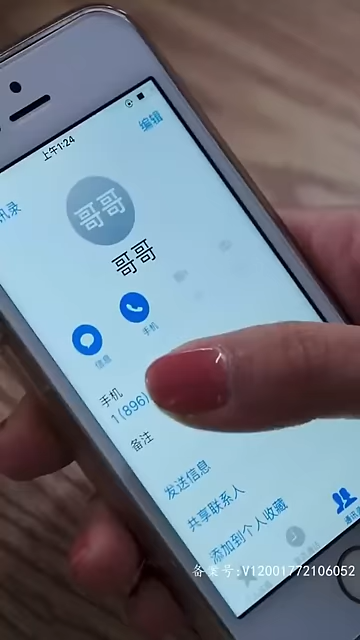 上午1:24
编辑
讯录
哥哥
哥哥
信息
手机
手机
1 (896)
备注
发送信息
共享联系人
添加到个人收藏
通讯录
备案号:V12001772106052